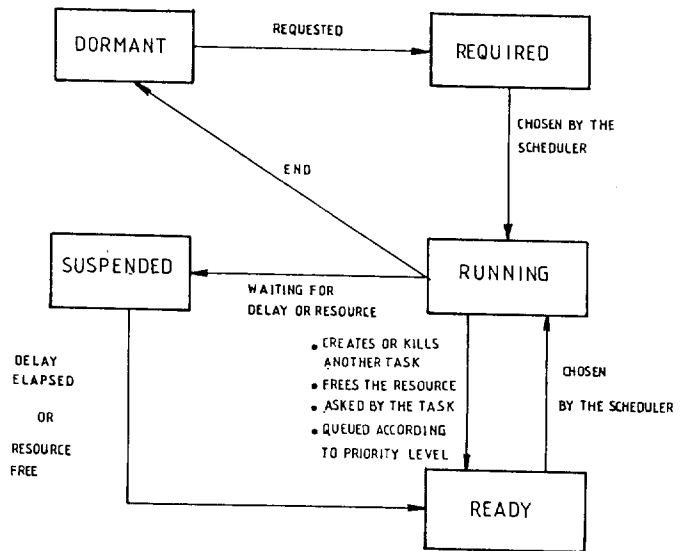 DORMANT
REQUESTED
REQUIRED
CHOSEN BY THE
SCHEDULER
END
SUSPENDED
RUNNING
WAITING FOR
DELAY OR RESOURCE
• CREATES OR KILLS
ANOTHER TASK
• FREES THE RESOURCE
• ASKED BY THE TASK
• QUEUED ACCORDING
TO PRIORITY LEVEL
CHOSEN
BY THE SCHEDULER
DELAY
ELAPSED
OR
RESOURCE
FREE
READY